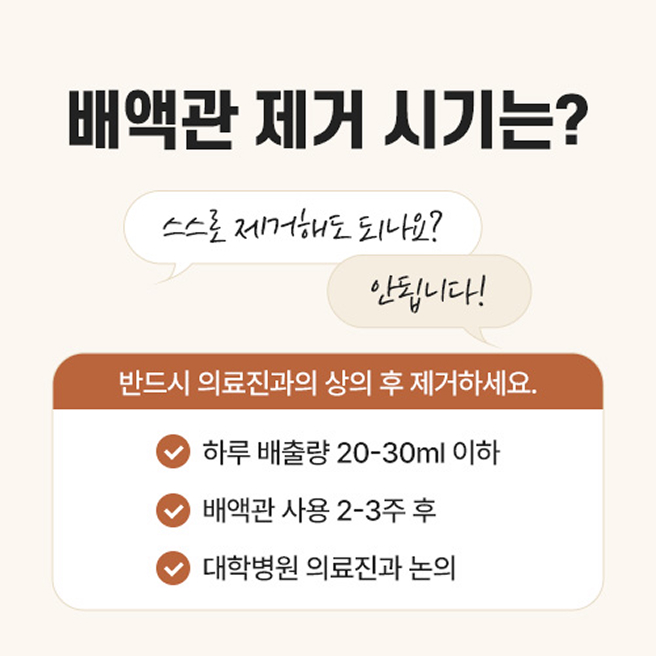 배액관 제거 시기는?
스스로 제거해도 되나요?
안됩니다!
반드시 의료진과의 상의 후 제거하세요.
하루 배출량 20-30ml 이하
배액관 사용 2-3주 후
대학병원 의료진과 논의